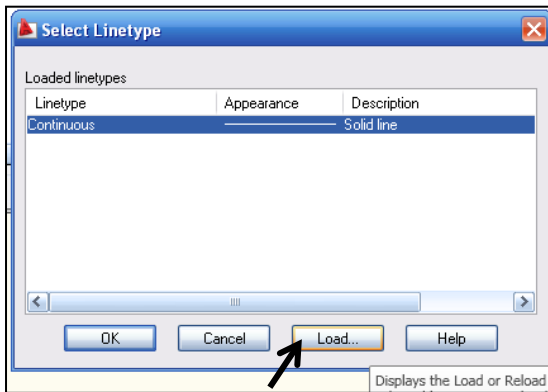 Select Linetype
Loaded linetypes
Linetype Appearance Description
Continuous Solid line
OK Cancel Load... Help
Displays the Load or Reload